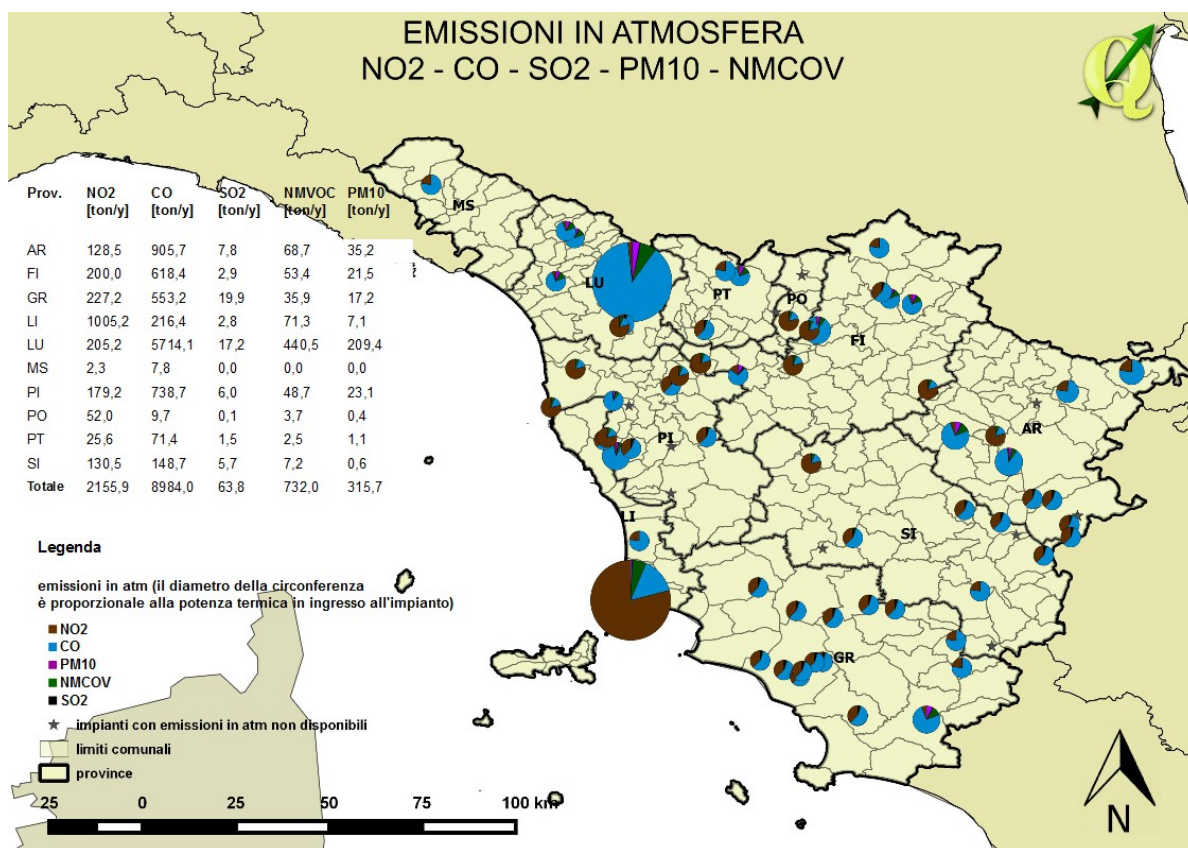 EMISSIONI IN ATMOSFERA
NO2 - CO - SO2 - PM10 - NMCOV
Q
Prov. NO2 CO SO2 NMVOC PM10
[ton/y] [ton/y] [ton/y] [ton/y] [ton/y]
AR 128,5 905,7 7,8 68,7 35,2
FI 200,0 618,4 2,9 53,4 21,5
GR 227,2 553,2 19,9 35,9 17,2
LI 1005,2 216,4 2,8 71,3 7,1
LU 205,2 5714,1 17,2 440,5 209,4
MS 2,3 7,8 0,0 0,0 0,0
PI 179,2 738,7 6,0 48,7 23,1
PO 52,0 9,7 0,1 3,7 0,4
PT 25,6 71,4 1,5 2,5 1,1
SI 130,5 148,7 5,7 7,2 0,6
Totale 2155,9 8984,0 63,8 732,0 315,7
MS
LU
PT
PO
FI
AR
PI
LI
SI
GR
Legenda
emissioni in atm (il diametro della circonferenza
è proporzionale alla potenza termica in ingresso all'impianto)
NO2
CO
PM10
NMCOV
SO2
impianti con emissioni in atm non disponibili
limiti comunali
province
25 0 25 50 75 100 km
N